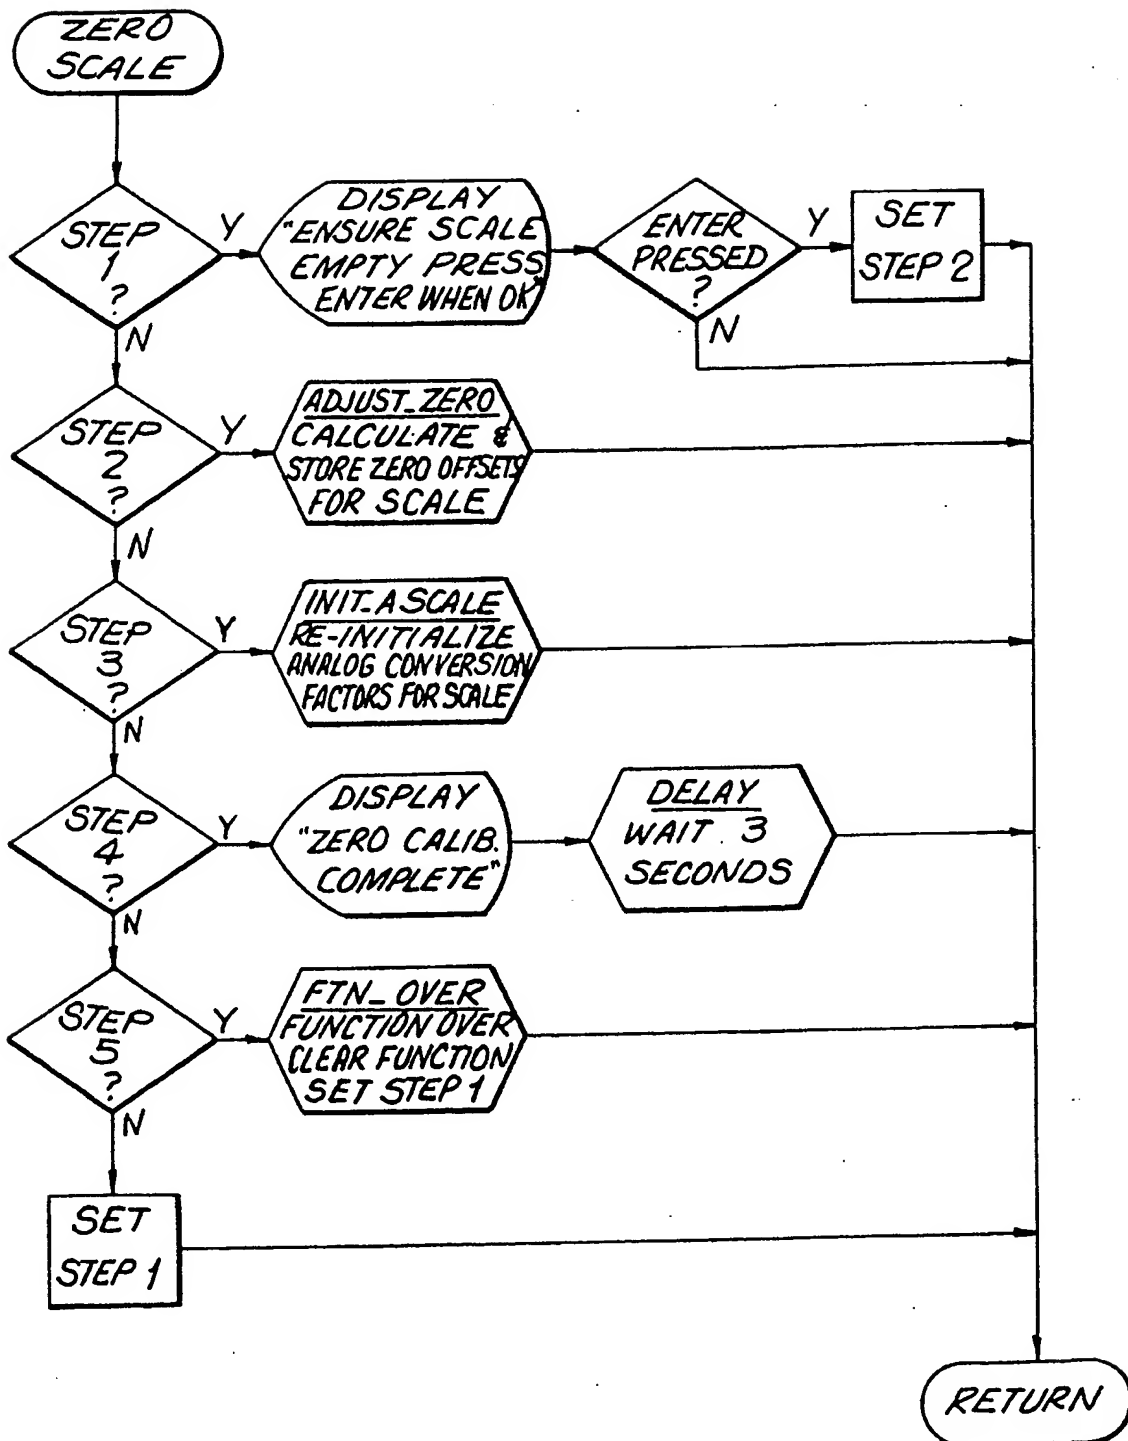 ZERO
SCALE
STEP
1
?
Y
N
DISPLAY
"ENSURE SCALE
EMPTY PRESS
ENTER WHEN OK"
ENTER
PRESSED
?
Y
N
SET
STEP 2
STEP
2
?
Y
N
ADJUST_ZERO
CALCULATE &
STORE ZERO OFFSETS
FOR SCALE
STEP
3
?
Y
N
INIT_ASCALE
RE-INITIALIZE
ANALOG CONVERSION
FACTORS FOR SCALE
STEP
4
?
Y
N
DISPLAY
"ZERO CALIB.
COMPLETE"
DELAY
WAIT 3
SECONDS
STEP
5
?
Y
N
FTN_OVER
FUNCTION OVER
CLEAR FUNCTION
SET STEP 1
SET
STEP 1
RETURN